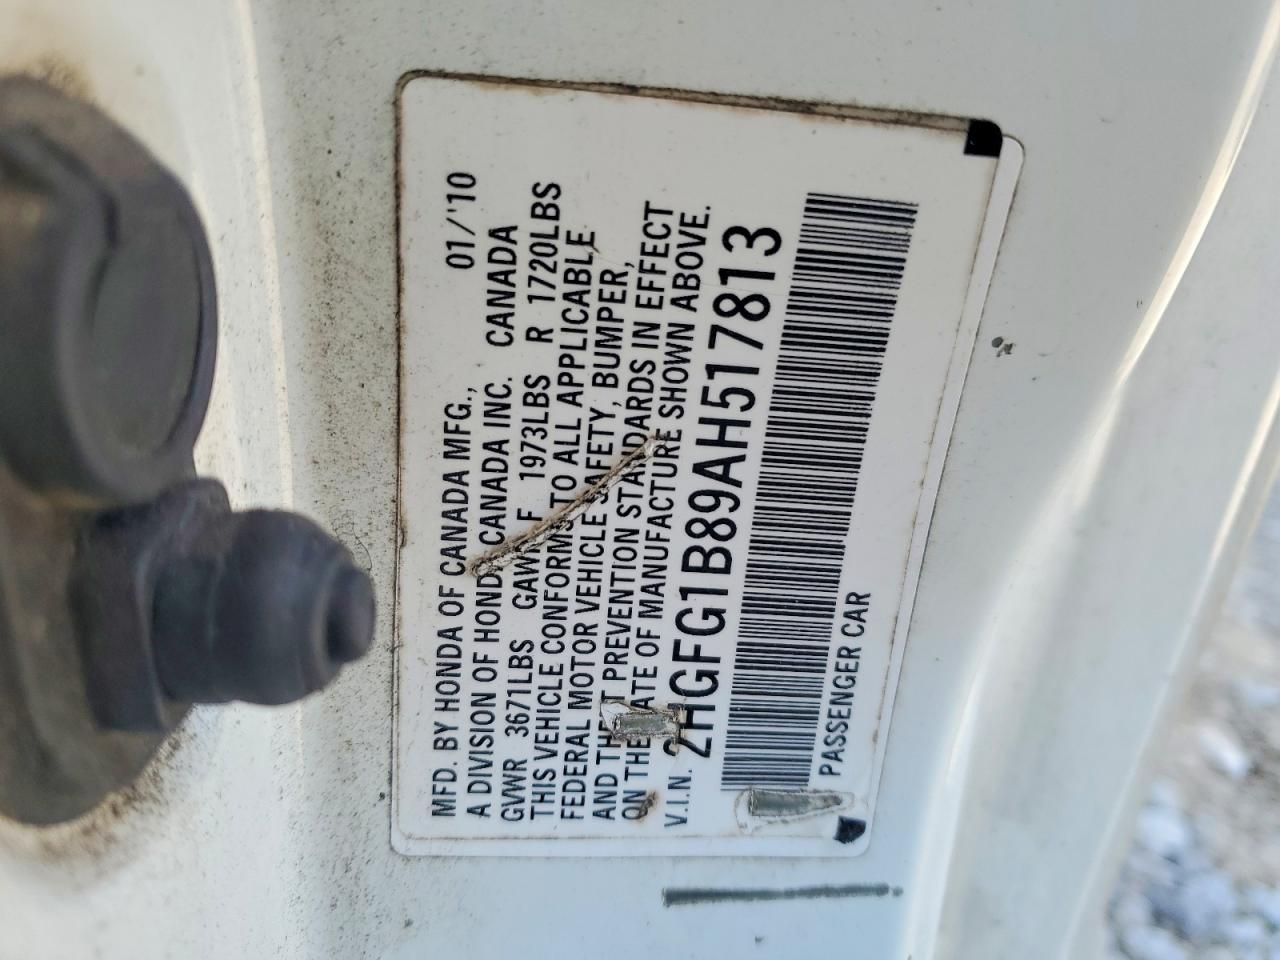 MFD. BY HONDA OF CANADA MFG., 01/'10
A DIVISION OF HONDA CANADA INC. CANADA
GVWR 3671LBS GAWR F 1973LBS R 1720LBS
THIS VEHICLE CONFORMS TO ALL APPLICABLE
FEDERAL MOTOR VEHICLE SAFETY, BUMPER,
AND THEFT PREVENTION STANDARDS IN EFFECT
ON THE DATE OF MANUFACTURE SHOWN ABOVE.
V.I.N. 2HGFG1B89AH517813
PASSENGER CAR